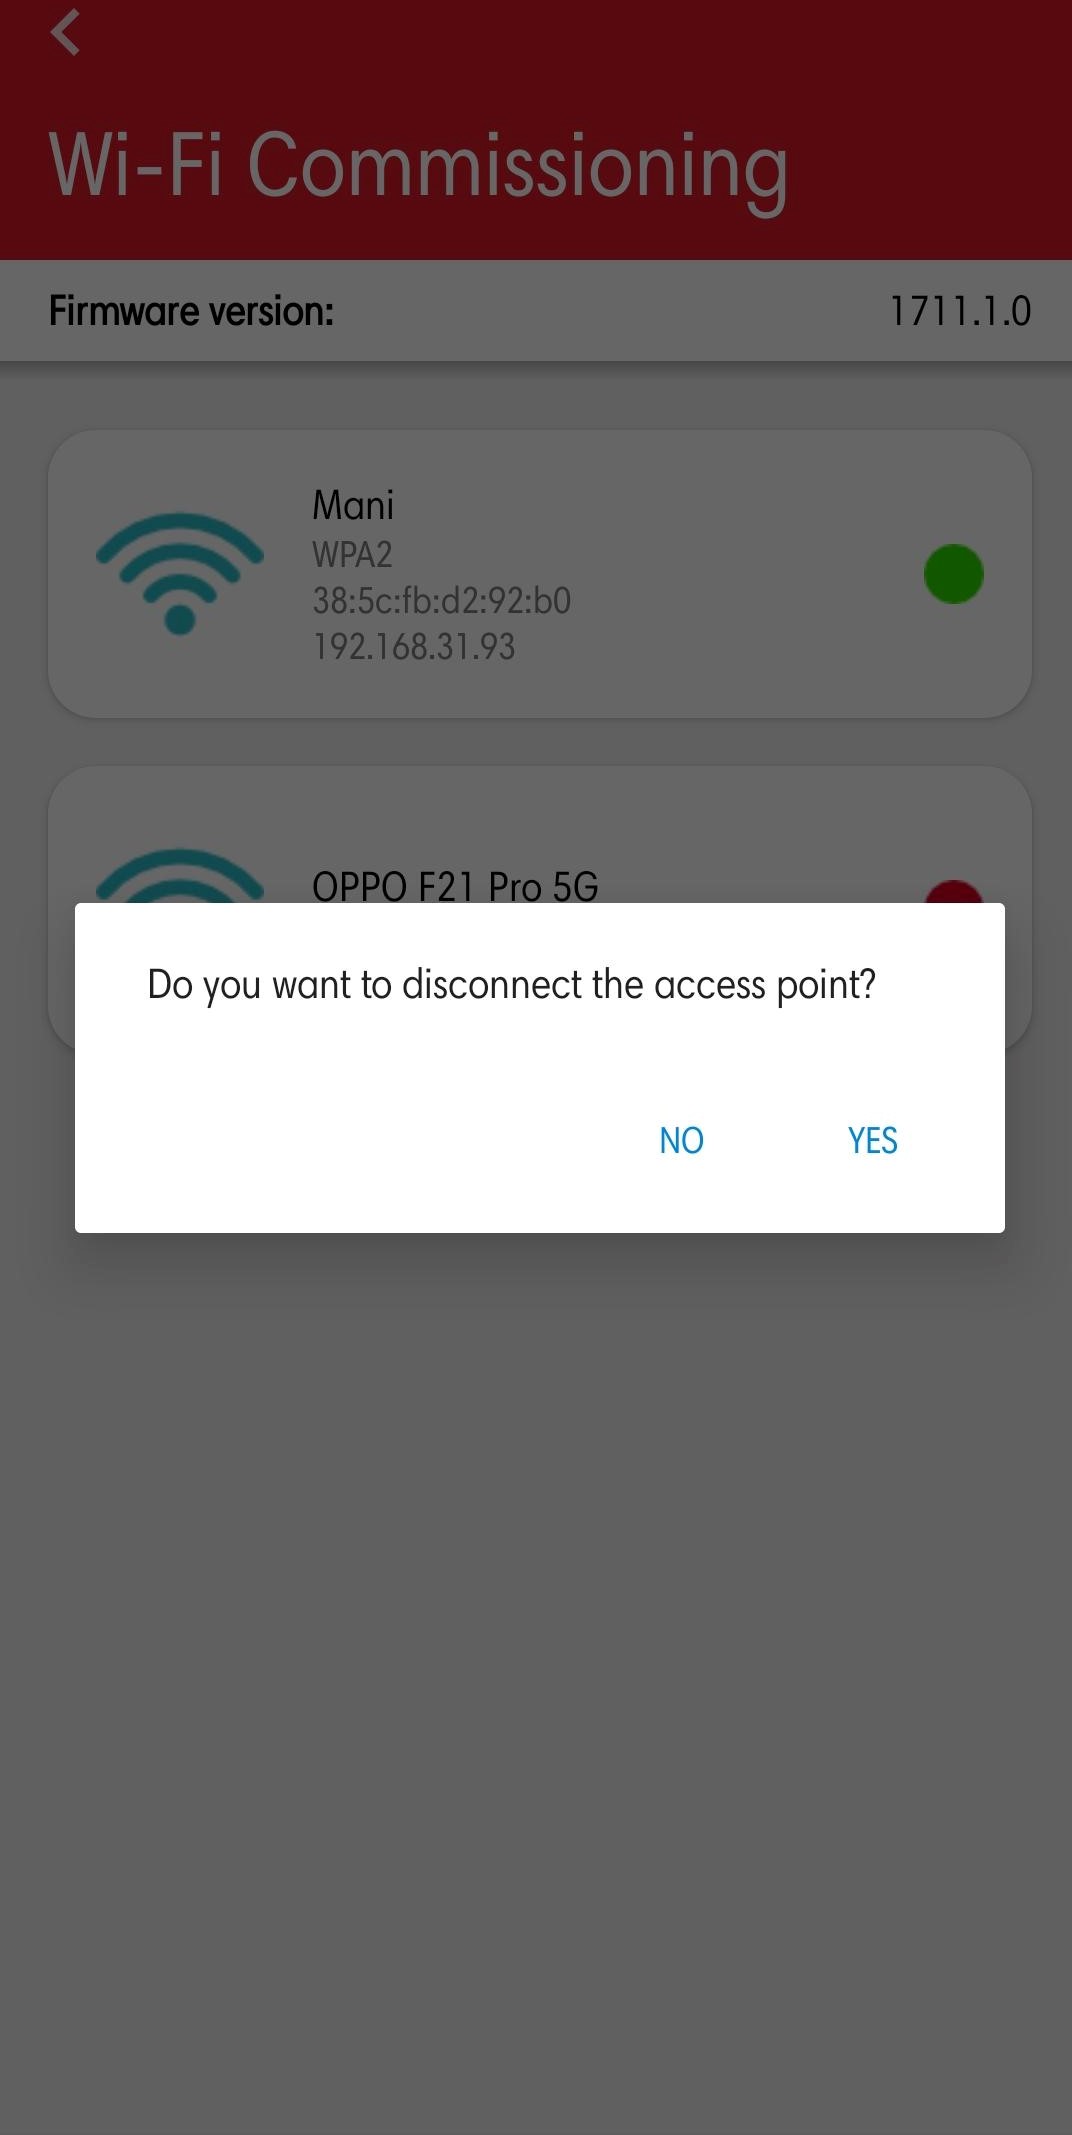 Wi-Fi Commissioning
Firmware version: 1711.1.0
Mani
WPA2
38:5c:fb:d2:92:b0
192.168.31.93
OPPO F21 Pro 5G
Do you want to disconnect the access point?
NO YES